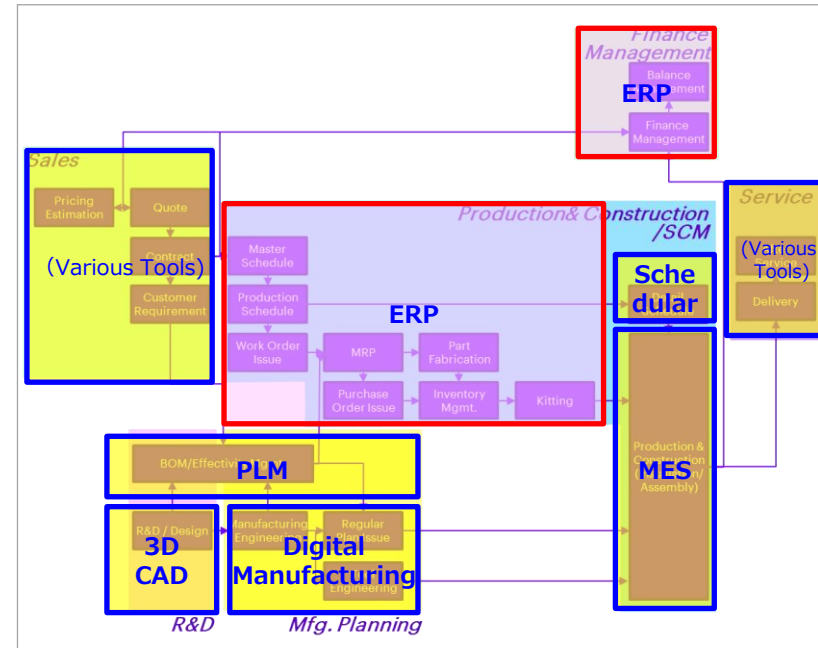 Finance
Management
Balance
ERP
Finance
Management
Sales
Pricing
Estimation
Quote
Contract
(Various Tools)
Customer
Requirement
Production& Construction
/SCM
Master
Schedule
Production
Schedule
Work Order
Issue
ERP
MRP
Part
Fabrication
Purchase
Order Issue
Inventory
Mgmt.
Kitting
Sche
dular
Service
(Various
Tools)
Delivery
Production &
Construction
MES
Assembly)
BOM/Effectivity
PLM
R&D / Design
3D
CAD
Manufacturing
Engineering
Regular
Plan Issue
Digital
Manufacturing
Engineering
R&D
Mfg. Planning